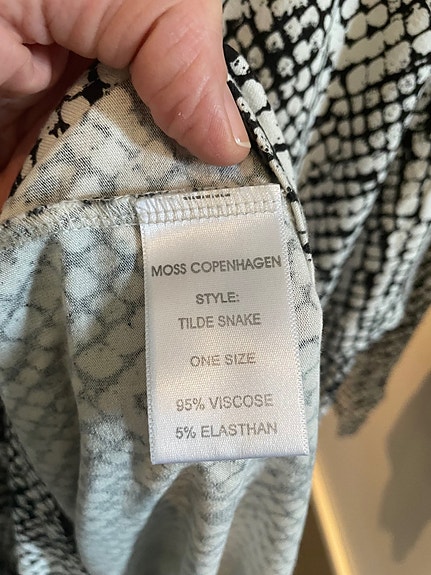 MOSS COPENHAGEN
STYLE:
TILDE SNAKE
ONE SIZE
95% VISCOSE
5% ELASTHAN